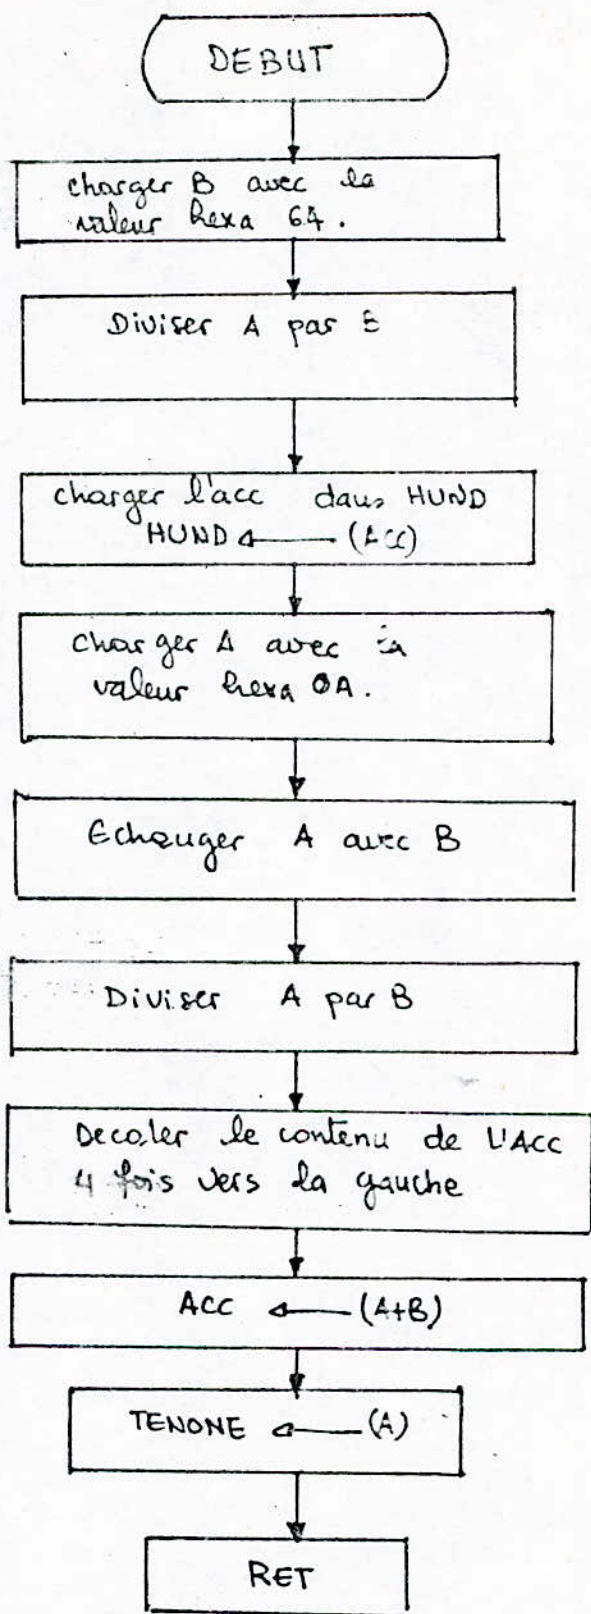 DEBUT
charger B avec la
valeur hexa 64.
Diviser A par B
charger l'acc dans HUND
HUND ← (Acc)
charger A avec la
valeur hexa 0A.
Echanger A avec B
Diviser A par B
Decaler le contenu de L'Acc
4 fois vers la gauche
ACC ← (A+B)
TENONE ← (A)
RET